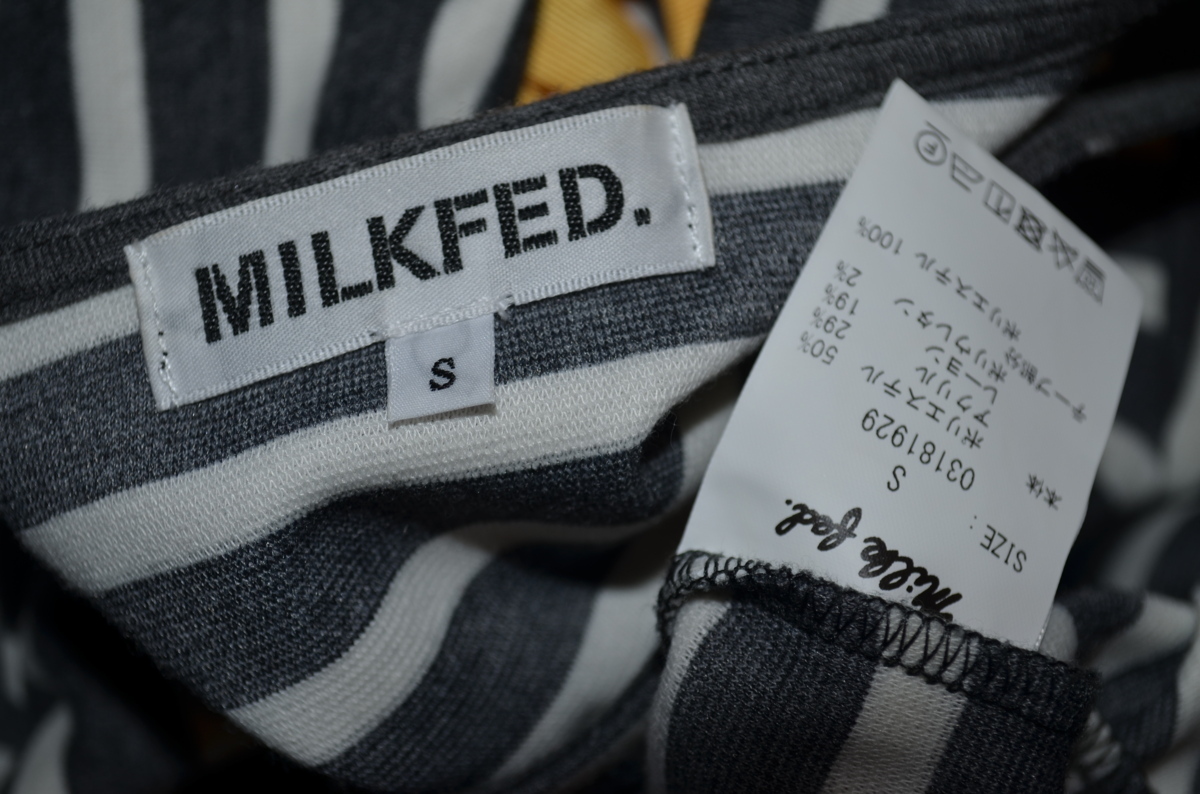 MILKFED.
S
Milk fed.
SIZE : S
03181929
本体 ポリエステル 50%
アクリル 29%
レーヨン 19%
ポリウレタン 2%
テープ部分 ポリエステル 100%
F